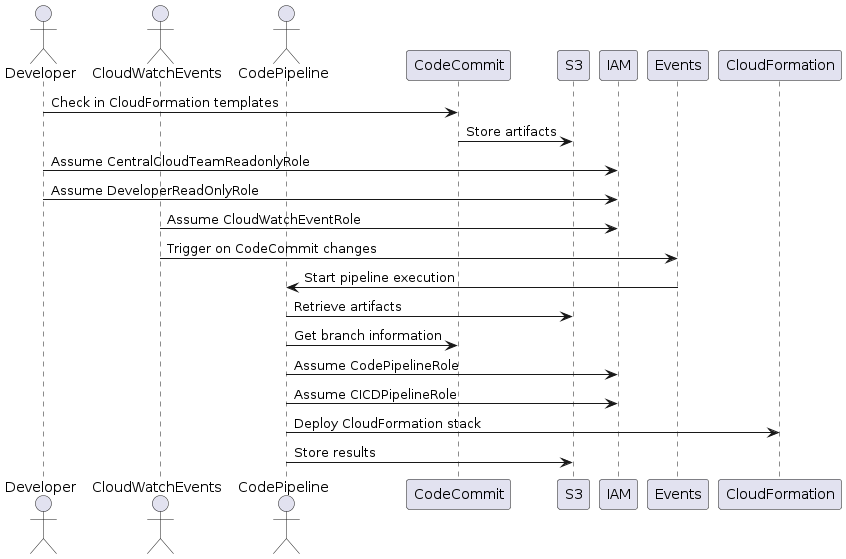 Developer
CloudWatchEvents
CodePipeline
CodeCommit
S3
IAM
Events
CloudFormation
Check in CloudFormation templates
Store artifacts
Assume CentralCloudTeamReadonlyRole
Assume DeveloperReadOnlyRole
Assume CloudWatchEventRole
Trigger on CodeCommit changes
Start pipeline execution
Retrieve artifacts
Get branch information
Assume CodePipelineRole
Assume CICDPipelineRole
Deploy CloudFormation stack
Store results
Developer
CloudWatchEvents
CodePipeline
CodeCommit
S3
IAM
Events
CloudFormation